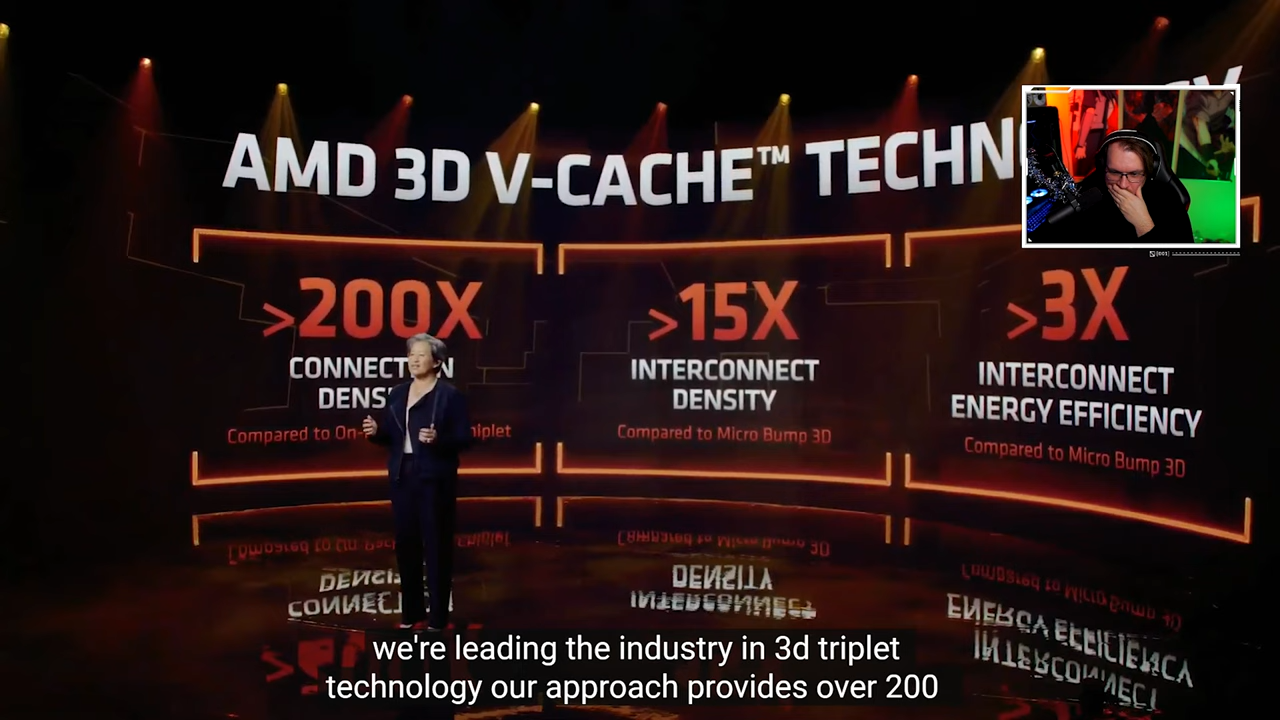 AMD 3D V-CACHE™ TECHN
>200X
CONNECT N
DENS
Compared to On- hiplet
>15X
INTERCONNECT
DENSITY
Compared to Micro Bump 3D
>3X
INTERCONNECT
ENERGY EFFICIENCY
Compared to Micro Bump 3D
we're leading the industry in 3d triplet
technology our approach provides over 200